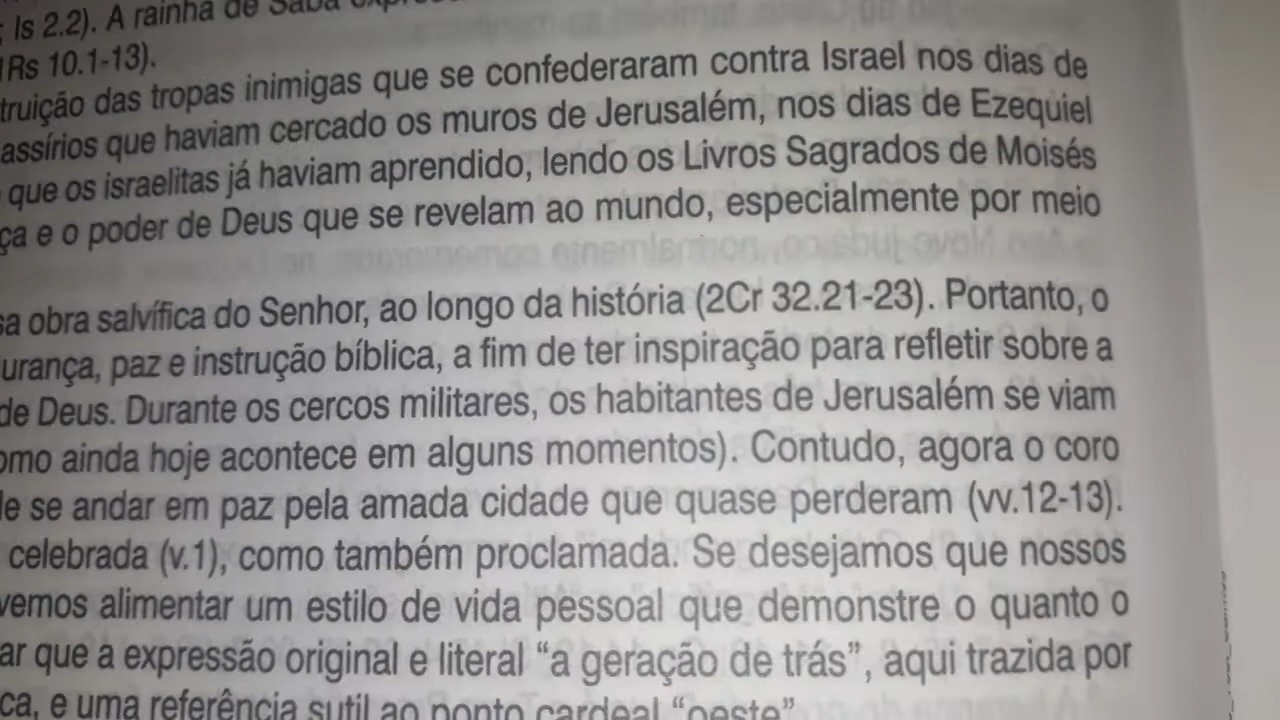 ; Is 2.2). A rainha de Sabá
Rs 10.1-13).
truição das tropas inimigas que se confederaram contra Israel nos dias de
assírios que haviam cercado os muros de Jerusalém, nos dias de Ezequiel
que os israelitas já haviam aprendido, lendo os Livros Sagrados de Moisés
ça e o poder de Deus que se revelam ao mundo, especialmente por meio
sa obra salvífica do Senhor, ao longo da história (2Cr 32.21-23). Portanto, o
urança, paz e instrução bíblica, a fim de ter inspiração para refletir sobre a
de Deus. Durante os cercos militares, os habitantes de Jerusalém se viam
omo ainda hoje acontece em alguns momentos). Contudo, agora o coro
le se andar em paz pela amada cidade que quase perderam (vv.12-13).
celebrada (v.1), como também proclamada. Se desejamos que nossos
vemos alimentar um estilo de vida pessoal que demonstre o quanto o
ar que a expressão original e literal “a geração de trás”, aqui trazida por
ca, e uma referência sutil ao ponto cardeal “oeste”